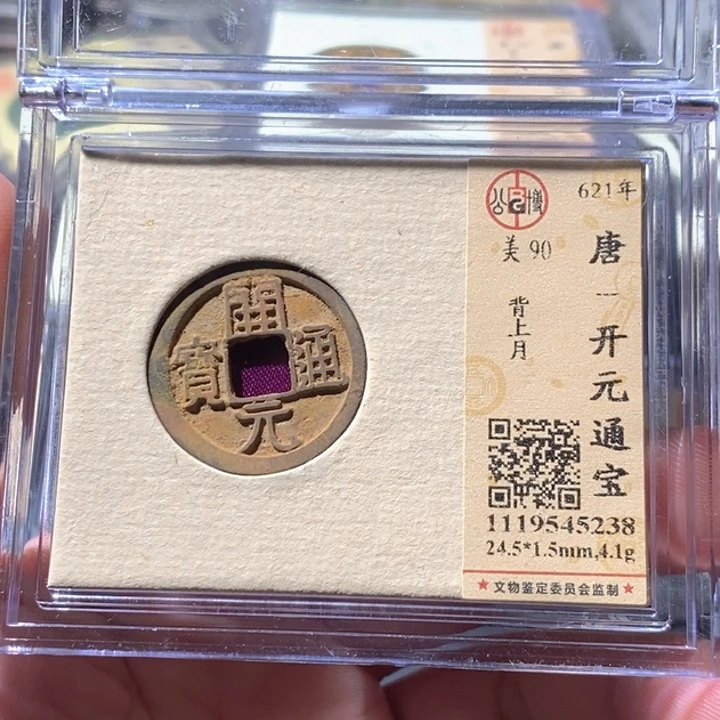 開元通寶
公博
BG
621年
美 90
唐—开元通宝
背上月
1119545238
24.5*1.5mm,4.1g
★文物鉴定委员会监制★